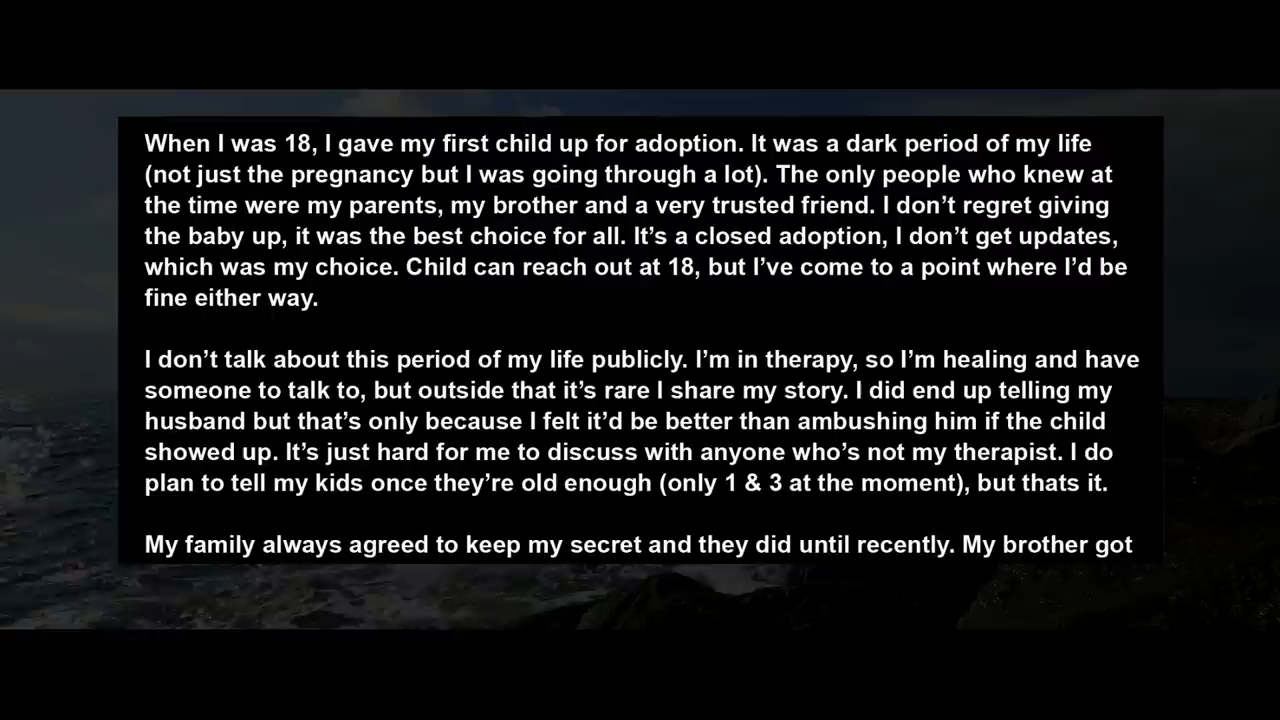 When I was 18, I gave my first child up for adoption. It was a dark period of my life
(not just the pregnancy but I was going through a lot). The only people who knew at
the time were my parents, my brother and a very trusted friend. I don’t regret giving
the baby up, it was the best choice for all. It’s a closed adoption, I don’t get updates,
which was my choice. Child can reach out at 18, but I’ve come to a point where I’d be
fine either way.
I don’t talk about this period of my life publicly. I’m in therapy, so I’m healing and have
someone to talk to, but outside that it’s rare I share my story. I did end up telling my
husband but that’s only because I felt it’d be better than ambushing him if the child
showed up. It’s just hard for me to discuss with anyone who’s not my therapist. I do
plan to tell my kids once they’re old enough (only 1 & 3 at the moment), but thats it.
My family always agreed to keep my secret and they did until recently. My brother got